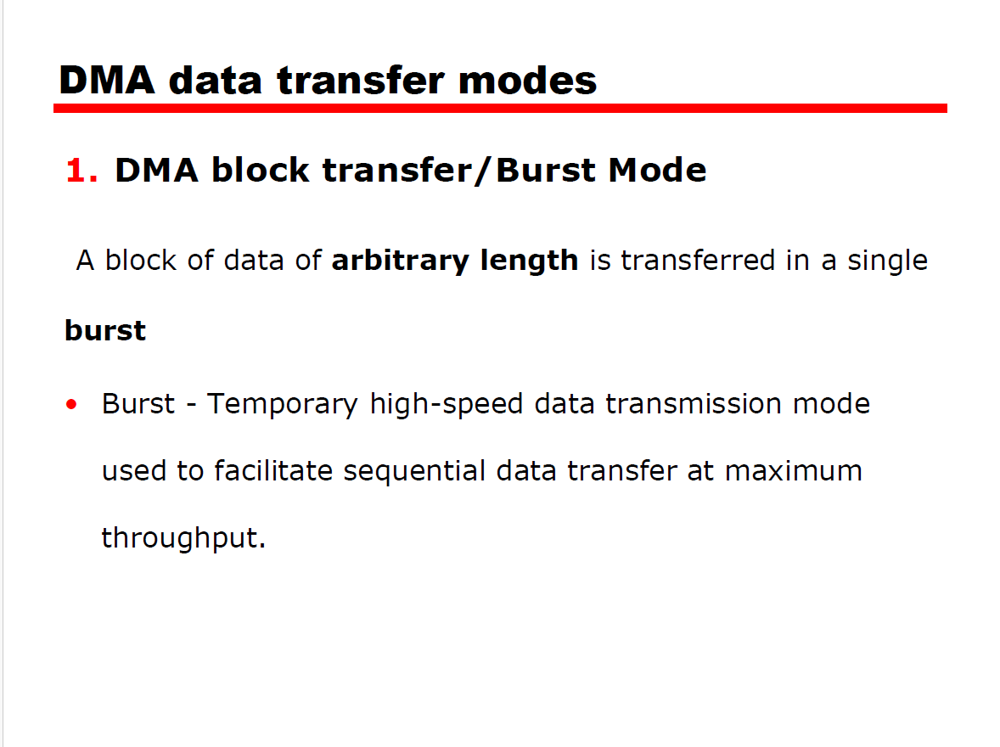 DMA data transfer modes
1. DMA block transfer/Burst Mode
A block of data of arbitrary length is transferred in a single
burst
• Burst - Temporary high-speed data transmission mode
used to facilitate sequential data transfer at maximum
throughput.